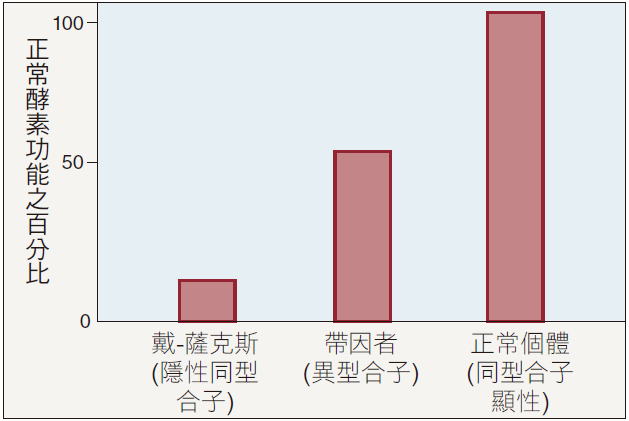 正常酵素功能之百分比
100
50
0
戴-薩克斯
(隱性同型
合子)
帶因者
(異型合子)
正常個體
(同型合子
顯性)